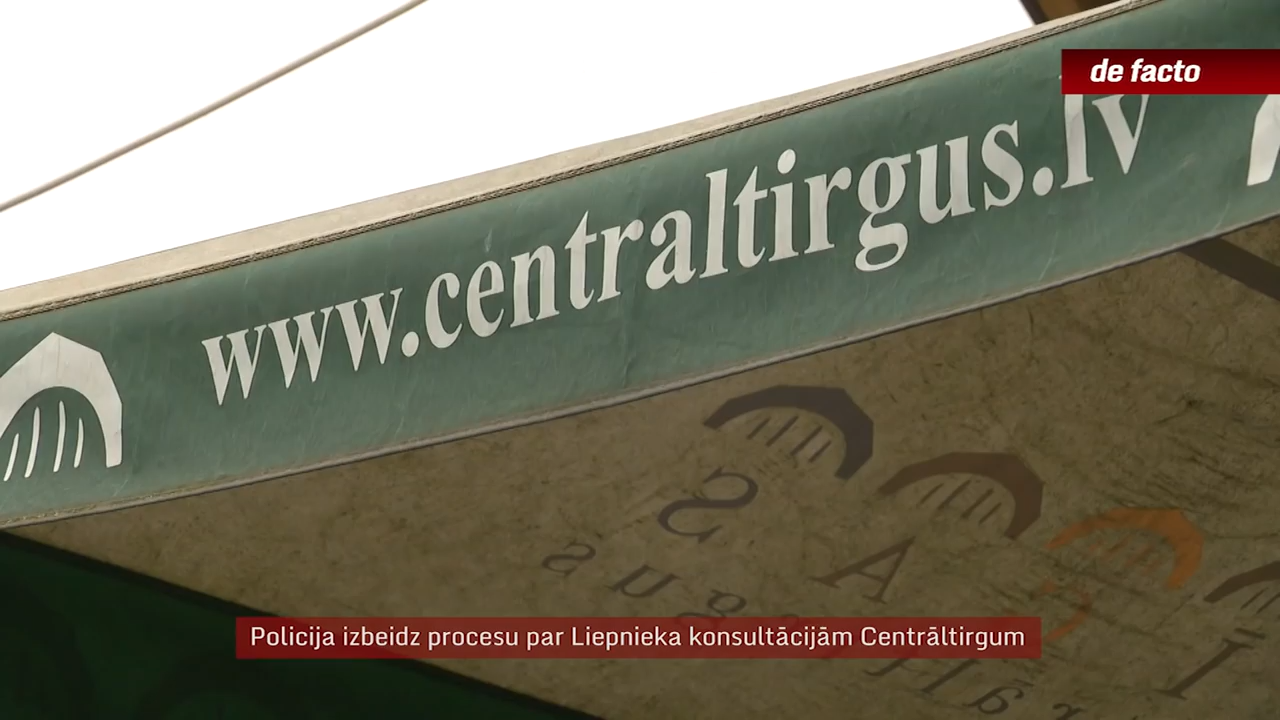 de facto
www.centraltirgus.lv
Policija izbeidz procesu par Liepnieka konsultācijām Centrāltirgum